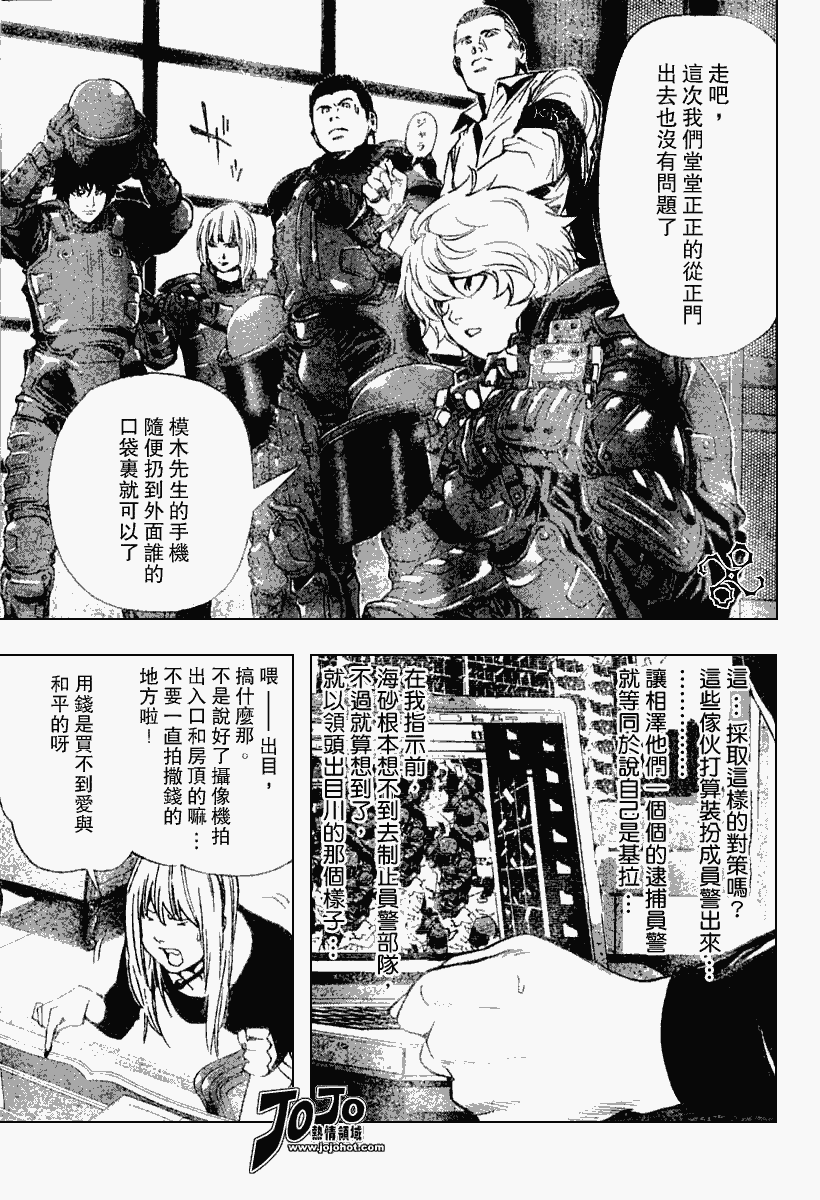 走吧，
這次我們堂堂正正的從正門
出去也沒有問題了
ジャラ
模木先生的手機
隨便扔到外面誰的
口袋裏就可以了
這…採取這樣的對策嗎？
這些傢伙打算裝扮成員警出來…
…………
讓相澤他們一個個的逮捕員警
就等同於說自己是基拉…
在我指示前，
海砂根本想不到去制止員警部隊，
不過就算想到了，
就以領頭出目川的那個樣子…
喂——出目，
搞什麼那。
不是說好了攝像機拍
出入口和房頂的嘛…
不要一直拍撒錢的
地方啦！
用錢是買不到愛與
和平的呀
JOJO
熱情領域
www.jojohot.com